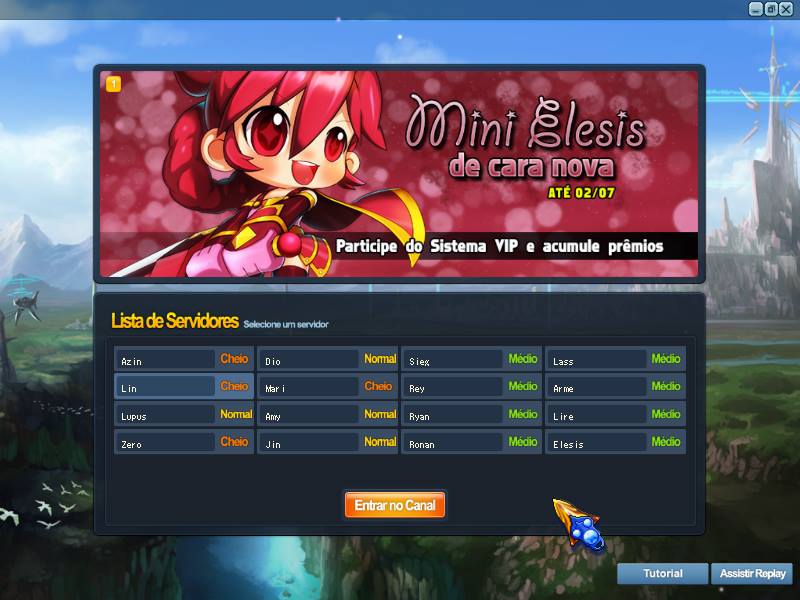 1
Mini Elesis
de cara nova
ATÉ 02/07
Participe do Sistema VIP e acumule prêmios
Lista de Servidores Selecione um servidor
Azin Cheio Dio Normal Sieg Médio Lass Médio
Lin Cheio Mari Cheio Rey Médio Arme Médio
Lupus Normal Amy Normal Ryan Médio Lire Médio
Zero Cheio Jin Normal Ronan Médio Elesis Médio
Entrar no Canal
Tutorial Assistir Replay